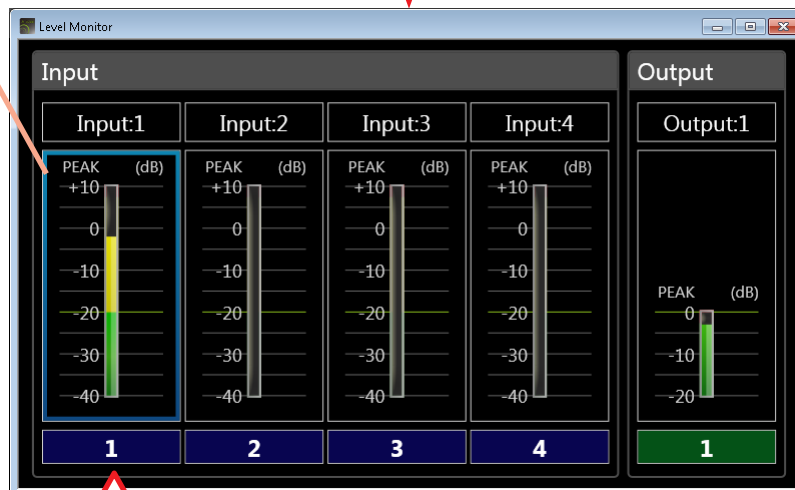 Level Monitor
Input
Output
Input:1
Input:2
Input:3
Input:4
Output:1
PEAK (dB)
+10
0
-10
-20
-30
-40
PEAK (dB)
+10
0
-10
-20
-30
-40
PEAK (dB)
+10
0
-10
-20
-30
-40
PEAK (dB)
+10
0
-10
-20
-30
-40
PEAK (dB)
0
-10
-20
1
2
3
4
1